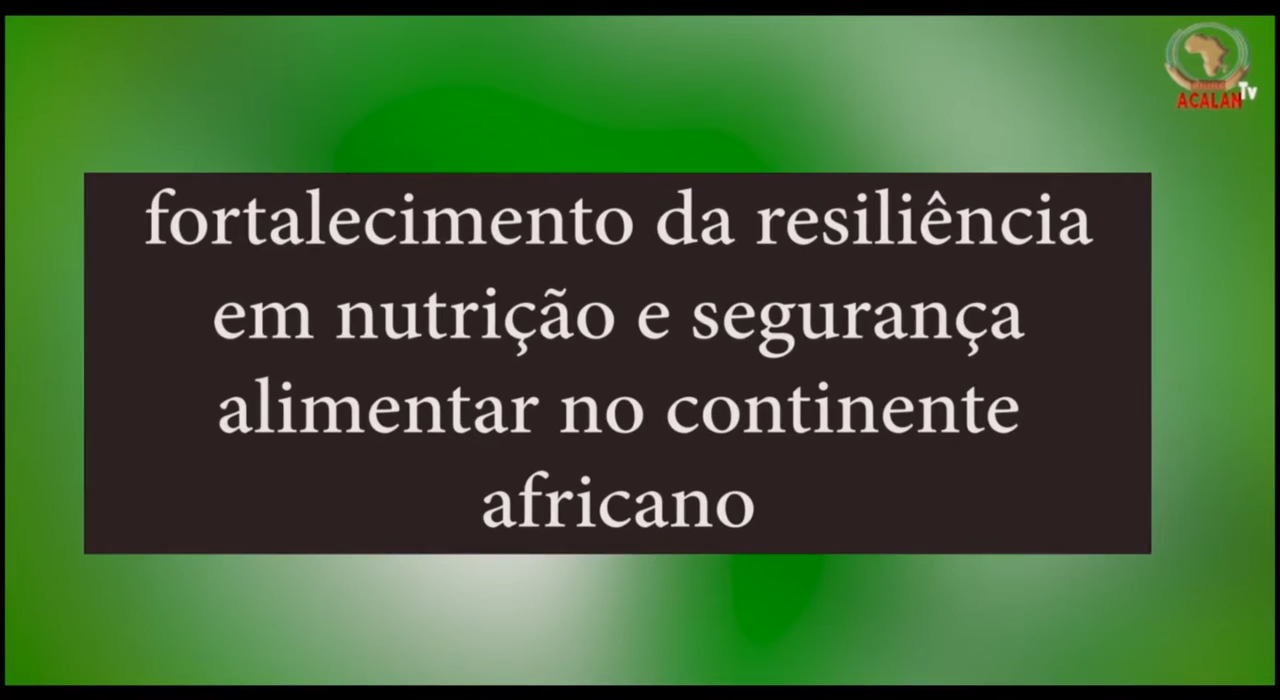 fortalecimento da resiliência
em nutrição e segurança
alimentar no continente
africano
ACALAN Tv